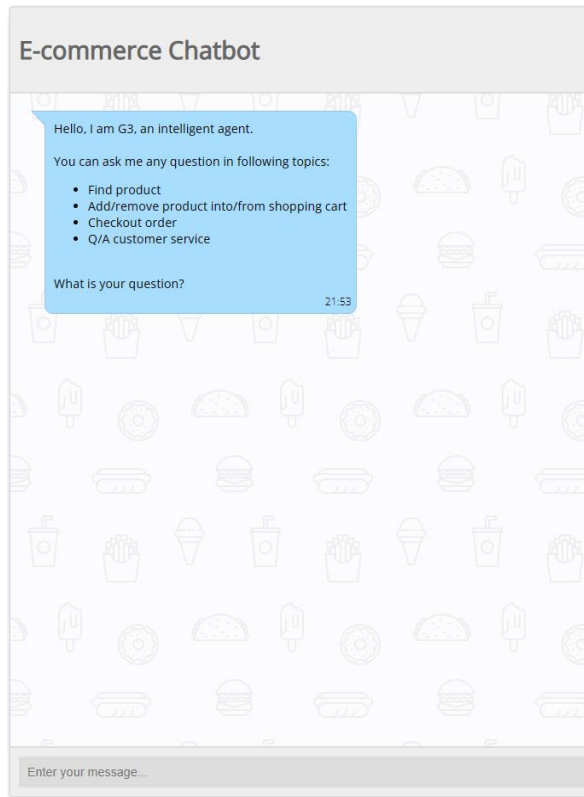 E-commerce Chatbot
Hello, I am G3, an intelligent agent.
You can ask me any question in following topics:
• Find product
• Add/remove product into/from shopping cart
• Checkout order
• Q/A customer service
What is your question?
21:53
Enter your message...